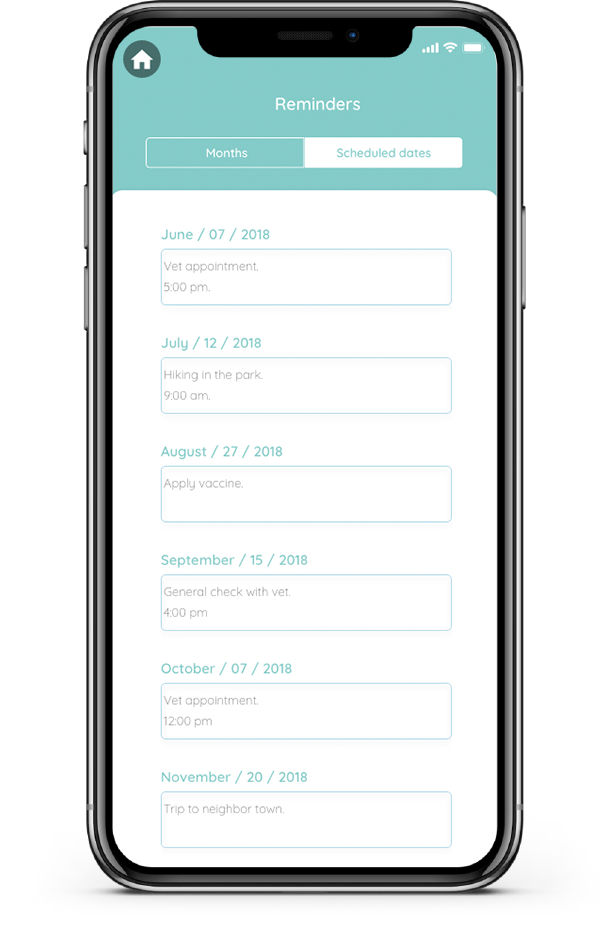 Reminders
Months
Scheduled dates
June / 07 / 2018
Vet appointment.
5:00 pm.
July / 12 / 2018
Hiking in the park.
9:00 am.
August / 27 / 2018
Apply vaccine.
September / 15 / 2018
General check with vet.
4:00 pm
October / 07 / 2018
Vet appointment.
12:00 pm
November / 20 / 2018
Trip to neighbor town.